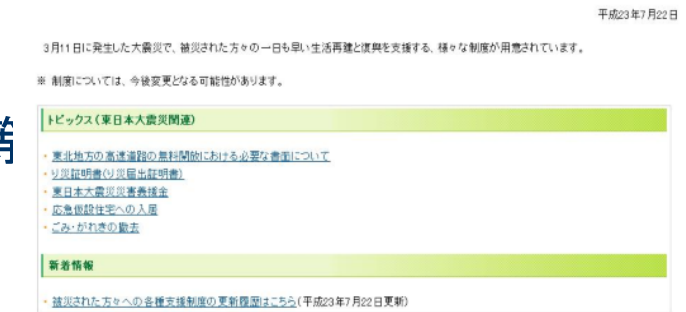 平成23年7月22日
3月11日に発生した大震災で、被災された方々の一日も早い生活再建と復興を支援する、様々な制度が用意されています。
※ 制度については、今後変更となる可能性があります。
トピックス(東日本大震災関連)
・東北地方の高速道路の無料開放における必要な書面について
・り災証明書(り災届出証明書)
・東日本大震災災害義援金
・応急仮設住宅への入居
・ごみ・がれきの撤去
新着情報
・被災された方々への各種支援制度の更新履歴はこちら(平成23年7月22日更新)